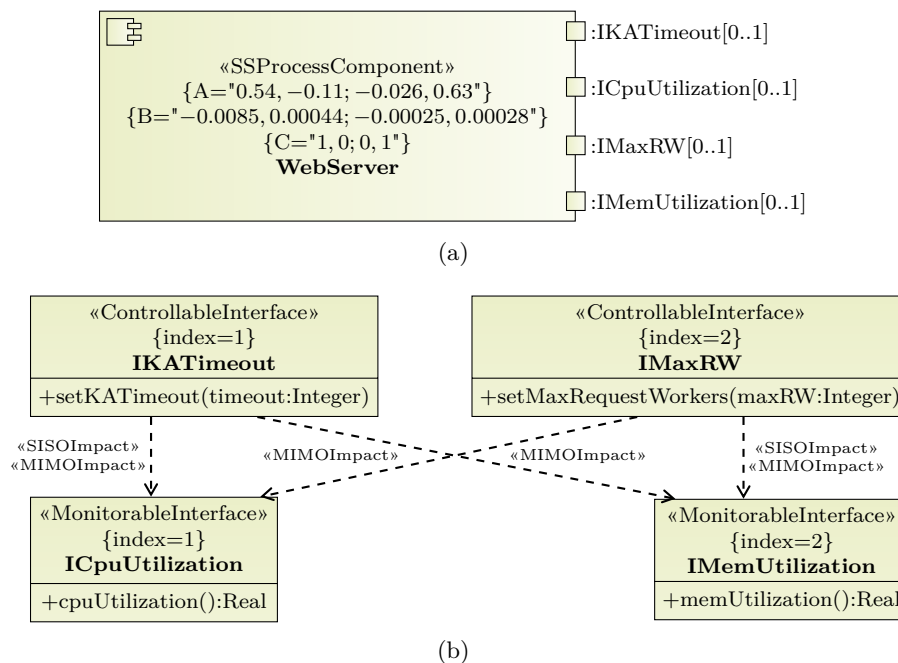 :IKATimeout[0..1]
«SSProcessComponent»
:ICpuUtilization[0..1]
{A="0.54, −0.11; −0.026, 0.63"}
{B="−0.0085, 0.00044; −0.00025, 0.00028"}
{C="1, 0; 0, 1"}
:IMaxRW[0..1]
WebServer
:IMemUtilization[0..1]
(a)
«ControllableInterface»
{index=1}
IKATimeout
+setKATimeout(timeout:Integer)
«ControllableInterface»
{index=2}
IMaxRW
+setMaxRequestWorkers(maxRW:Integer)
«SISOImpact»
«MIMOImpact»
«MIMOImpact»
«MIMOImpact»
«SISOImpact»
«MIMOImpact»
«MonitorableInterface»
{index=1}
ICpuUtilization
+cpuUtilization():Real
«MonitorableInterface»
{index=2}
IMemUtilization
+memUtilization():Real
(b)